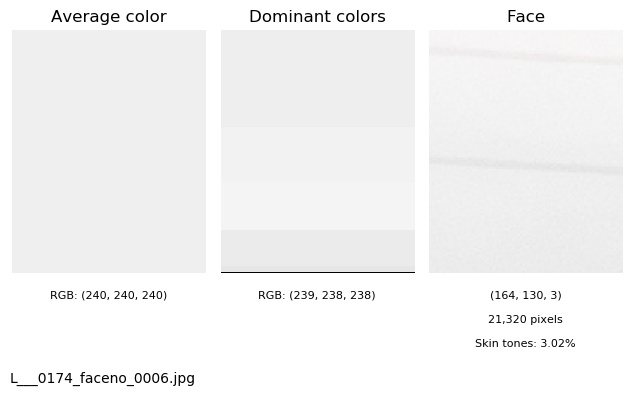 Average color
Dominant colors
Face
RGB: (240, 240, 240)
RGB: (239, 238, 238)
(164, 130, 3)
21,320 pixels
Skin tones: 3.02%
L___0174_faceno_0006.jpg